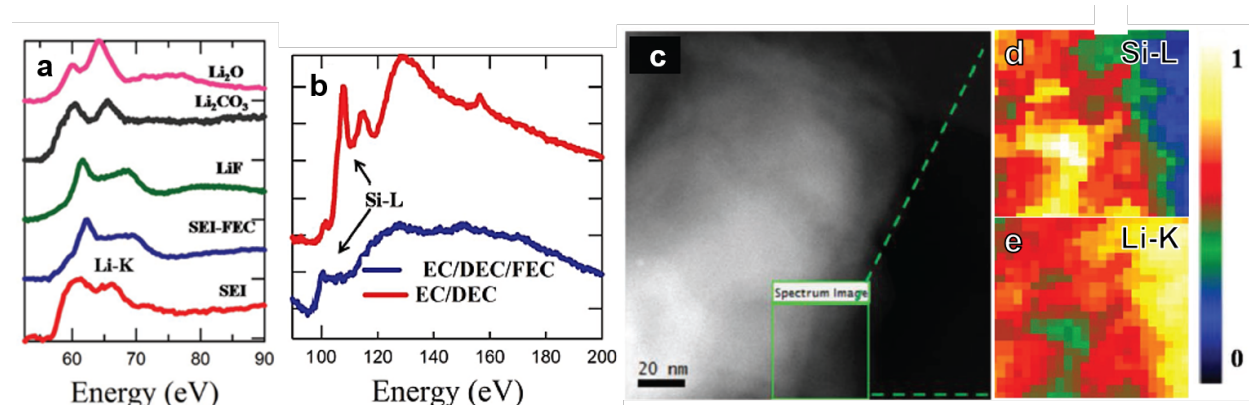 a
Li₂O
Li₂CO₃
LiF
SEI-FEC
Li-K
SEI
60 70 80 90
Energy (eV)
b
Si-L
EC/DEC/FEC
EC/DEC
100 120 140 160 180 200
Energy (eV)
c
Spectrum Image
20 nm
d
Si-L
e
Li-K
1
0